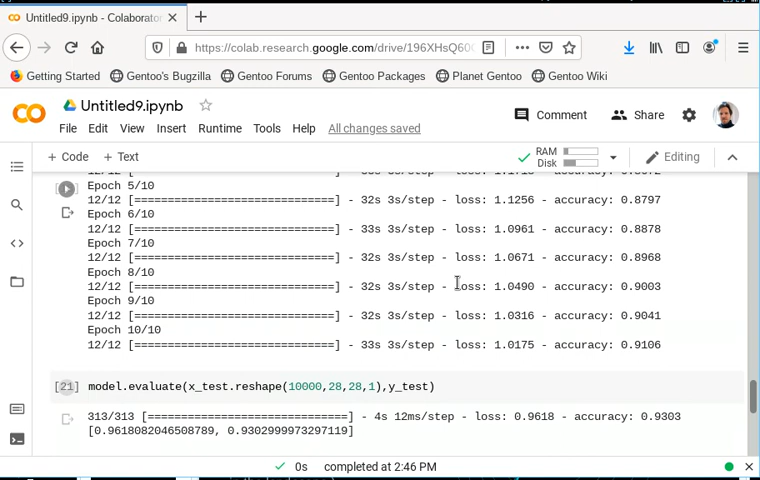 Untitled9.ipynb - Colaborator
https://colab.research.google.com/drive/196XHsQ60
Getting Started
Gentoo's Bugzilla
Gentoo Forums
Gentoo Packages
Planet Gentoo
Gentoo Wiki
Untitled9.ipynb
Comment
Share
File Edit View Insert Runtime Tools Help All changes saved
+ Code + Text
RAM
Disk
Editing
Epoch 5/10
12/12 [==============================] - 32s 3s/step - loss: 1.1256 - accuracy: 0.8797
Epoch 6/10
12/12 [==============================] - 33s 3s/step - loss: 1.0961 - accuracy: 0.8878
Epoch 7/10
12/12 [==============================] - 32s 3s/step - loss: 1.0671 - accuracy: 0.8968
Epoch 8/10
12/12 [==============================] - 32s 3s/step - loss: 1.0490 - accuracy: 0.9003
Epoch 9/10
12/12 [==============================] - 32s 3s/step - loss: 1.0316 - accuracy: 0.9041
Epoch 10/10
12/12 [==============================] - 33s 3s/step - loss: 1.0175 - accuracy: 0.9106
[21] model.evaluate(x_test.reshape(10000,28,28,1),y_test)
313/313 [==============================] - 4s 12ms/step - loss: 0.9618 - accuracy: 0.9303
[0.9618082046508789, 0.9302999973297119]
0s completed at 2:46 PM